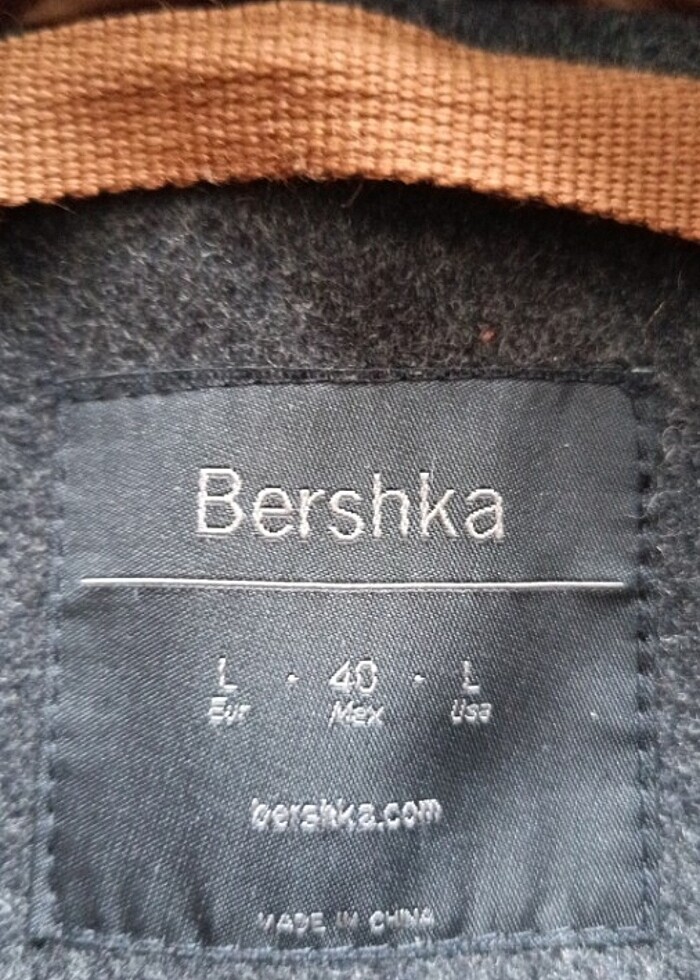 Bershka
L · 40 · L
Eur Mex Usa
bershka.com
MADE IN CHINA